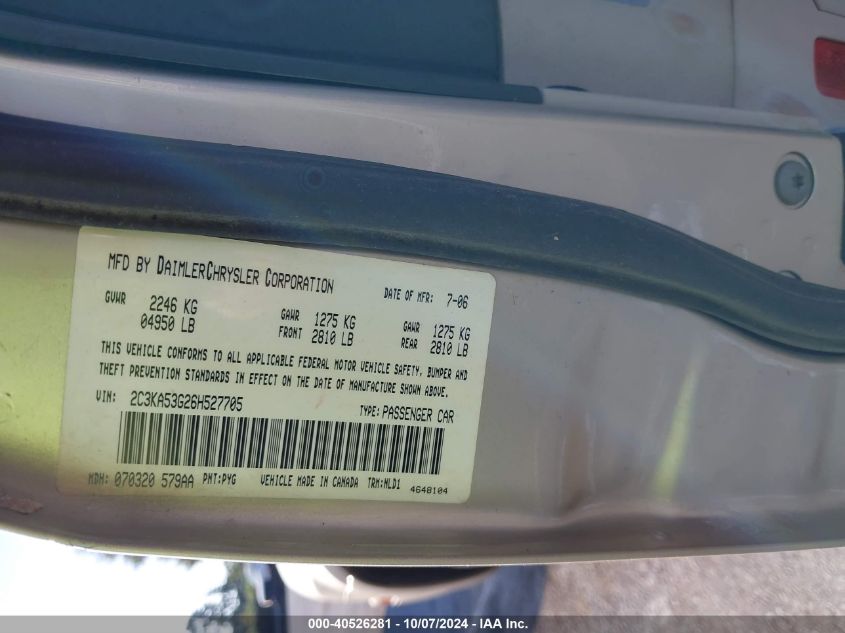 MFD BY DAIMLERCHRYSLER CORPORATION
DATE OF MFR: 7-06
GVWR 2246 KG 04950 LB
GAWR FRONT 1275 KG 2810 LB
GAWR REAR 1275 KG 2810 LB
THIS VEHICLE CONFORMS TO ALL APPLICABLE FEDERAL MOTOR VEHICLE SAFETY, BUMPER AND
THEFT PREVENTION STANDARDS IN EFFECT ON THE DATE OF MANUFACTURE SHOWN ABOVE.
VIN: 2C3KA53G26H527705 TYPE: PASSENGER CAR
MDH: 070320 579AA PNT:PYG VEHICLE MADE IN CANADA TRM:NLD1 4648104
000-40526281 - 10/07/2024 - IAA Inc.